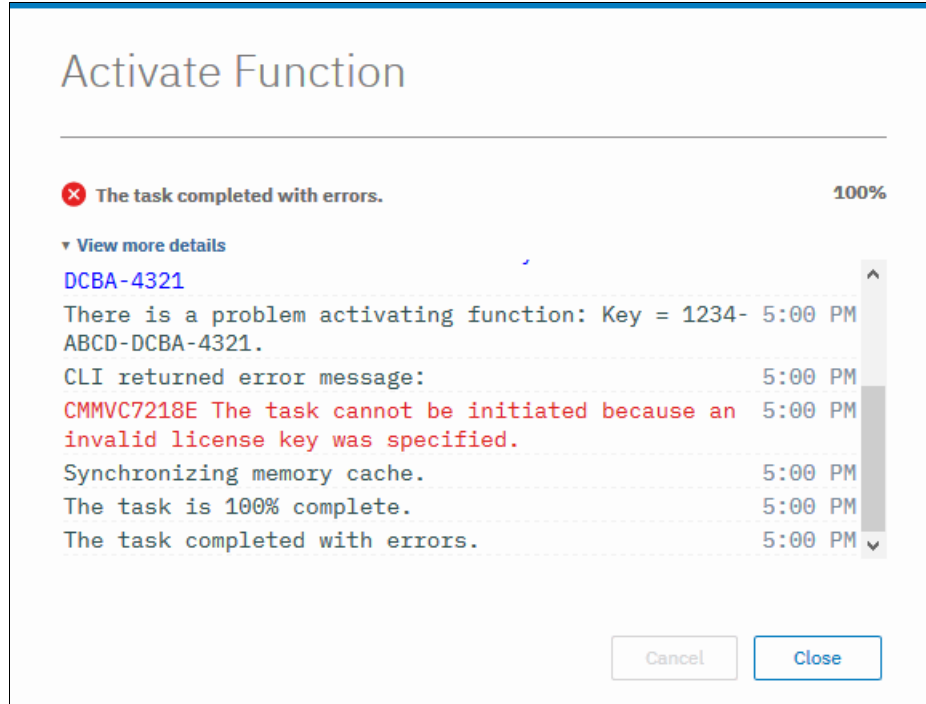 Activate Function
The task completed with errors. 100%
▾ View more details
DCBA-4321
There is a problem activating function: Key = 1234- 5:00 PM
ABCD-DCBA-4321.
CLI returned error message: 5:00 PM
CMMVC7218E The task cannot be initiated because an 5:00 PM
invalid license key was specified.
Synchronizing memory cache. 5:00 PM
The task is 100% complete. 5:00 PM
The task completed with errors. 5:00 PM
Cancel Close